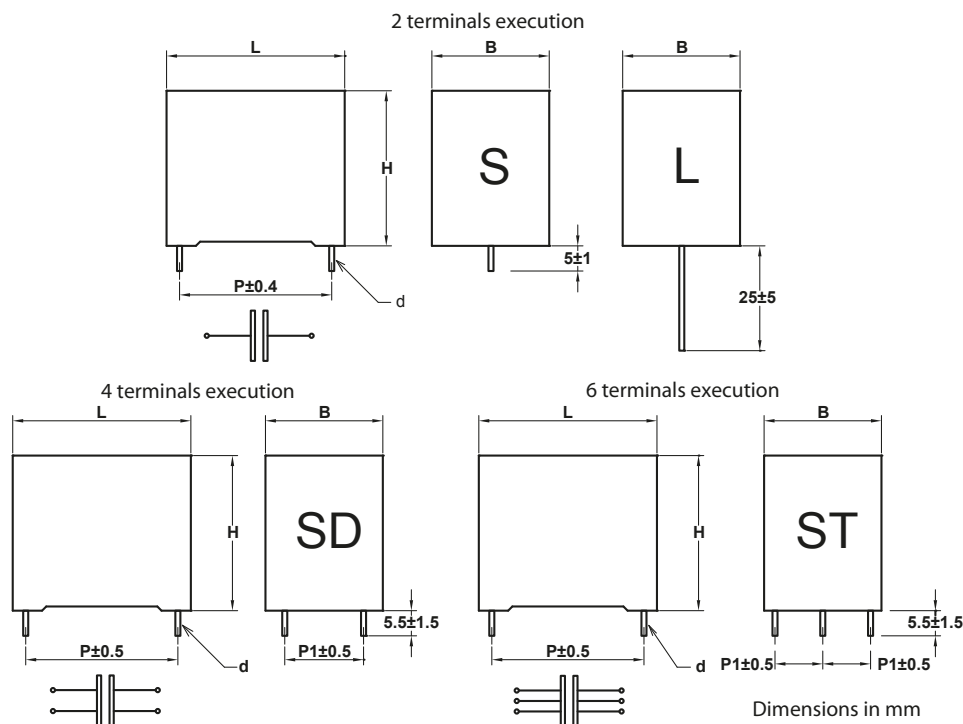 2 terminals execution
L
B
B
H
S
L
5±1
P±0.4
d
25±5
4 terminals execution
6 terminals execution
L
B
L
B
H
SD
H
ST
5.5±1.5
5.5±1.5
P±0.5
d
P1±0.5
P±0.5
d
P1±0.5
P1±0.5
Dimensions in mm